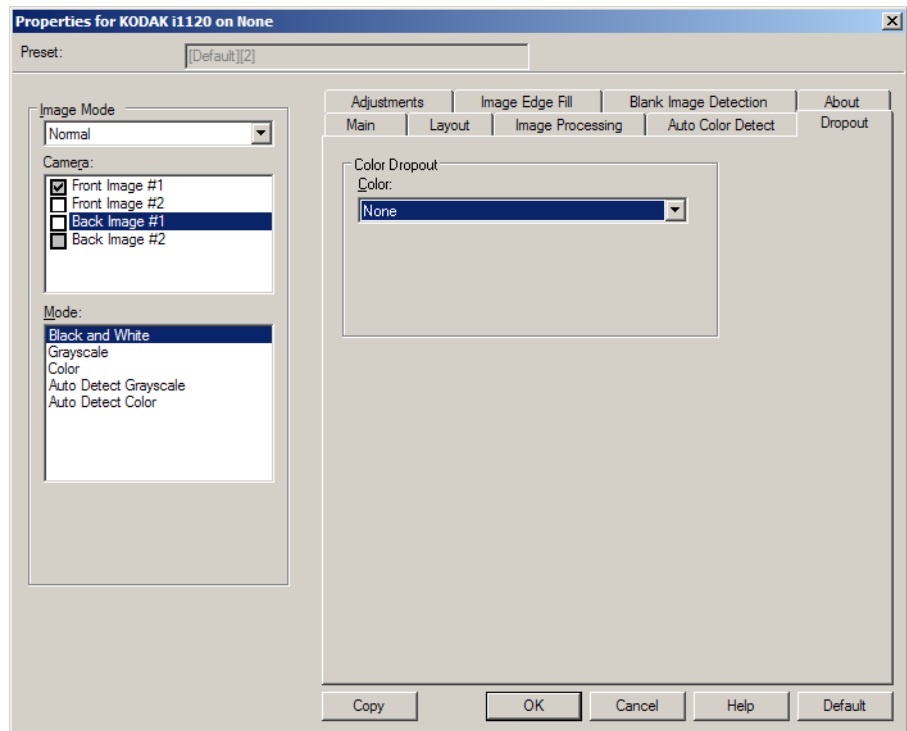 Properties for KODAK i1120 on None
Preset:
[Default][2]
Image Mode
Normal
Camera:
Front Image #1
Front Image #2
Back Image #1
Back Image #2
Mode:
Black and White
Grayscale
Color
Auto Detect Grayscale
Auto Detect Color
Adjustments
Image Edge Fill
Blank Image Detection
About
Main
Layout
Image Processing
Auto Color Detect
Dropout
Color Dropout
Color:
None
Copy
OK
Cancel
Help
Default